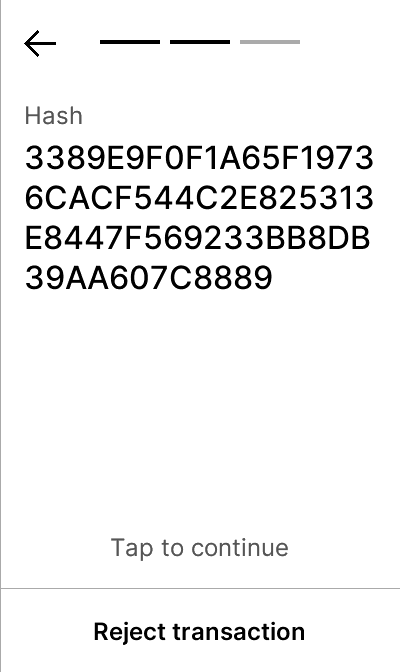 Hash
3389E9F0F1A65F1973
6CACF544C2E825313
E8447F569233BB8DB
39AA607C8889
Tap to continue
Reject transaction